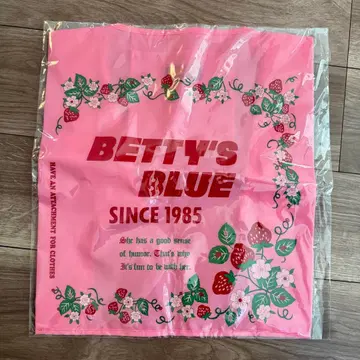 BETTY'S
BLUE
SINCE 1985
She has a good sense
of humor. That's why
It's fun to be with her.
HAVE AN ATTACHMENT FOR CLOTHES